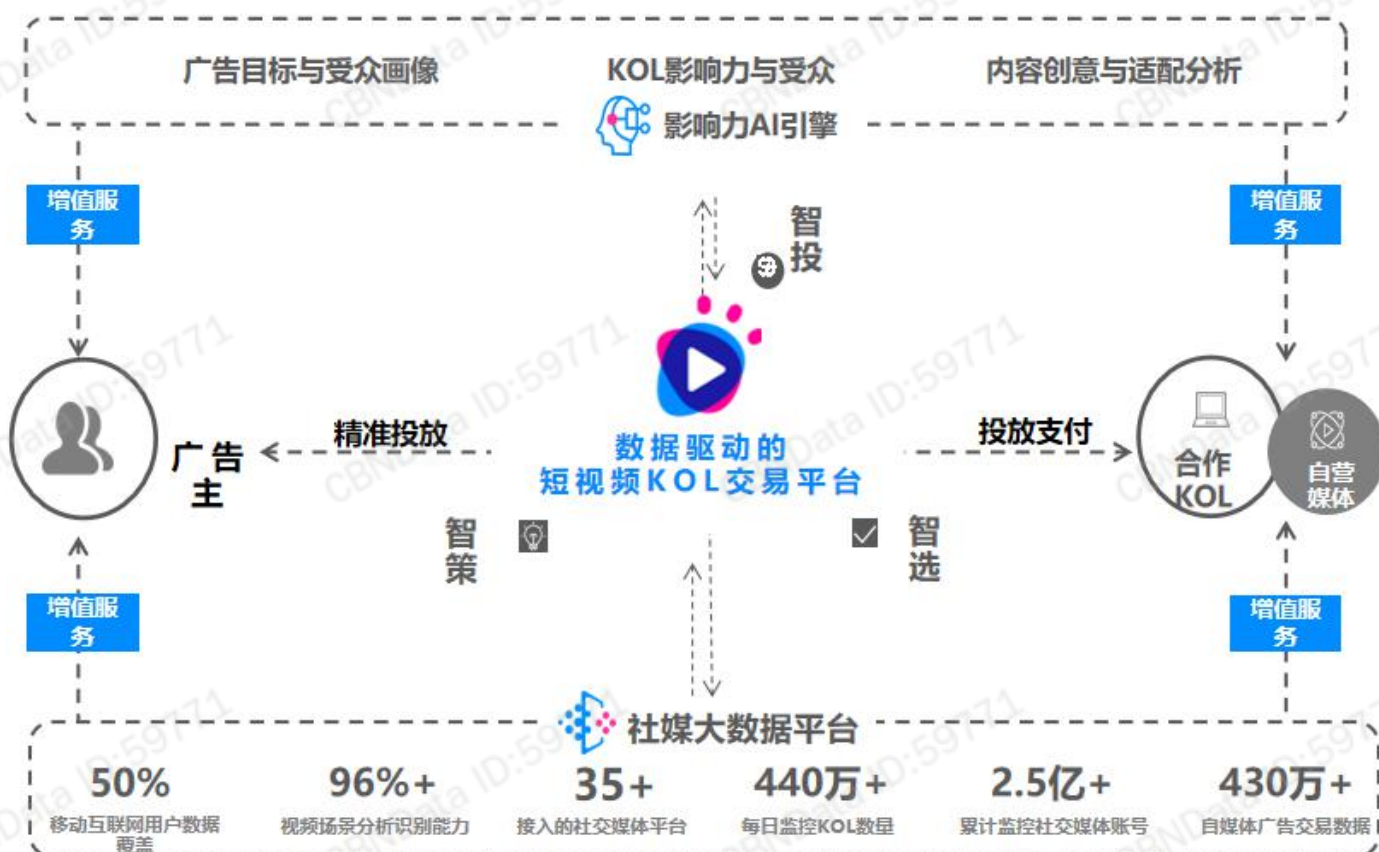 广告目标与受众画像
KOL影响力与受众
内容创意与适配分析
影响力AI引擎
增值服
务
增值服
务
智
投
数据驱动的
短视频KOL交易平台
广告
主
精准投放
投放支付
合作
KOL
自营
媒体
智
策
智
选
增值服
务
增值服
务
社媒大数据平台
50%
移动互联网用户数据
覆盖
96%+
视频场景分析识别能力
35+
接入的社交媒体平台
440万+
每日监控KOL数量
2.5亿+
累计监控社交媒体账号
430万+
自媒体广告交易数据
CBNData ID:59771